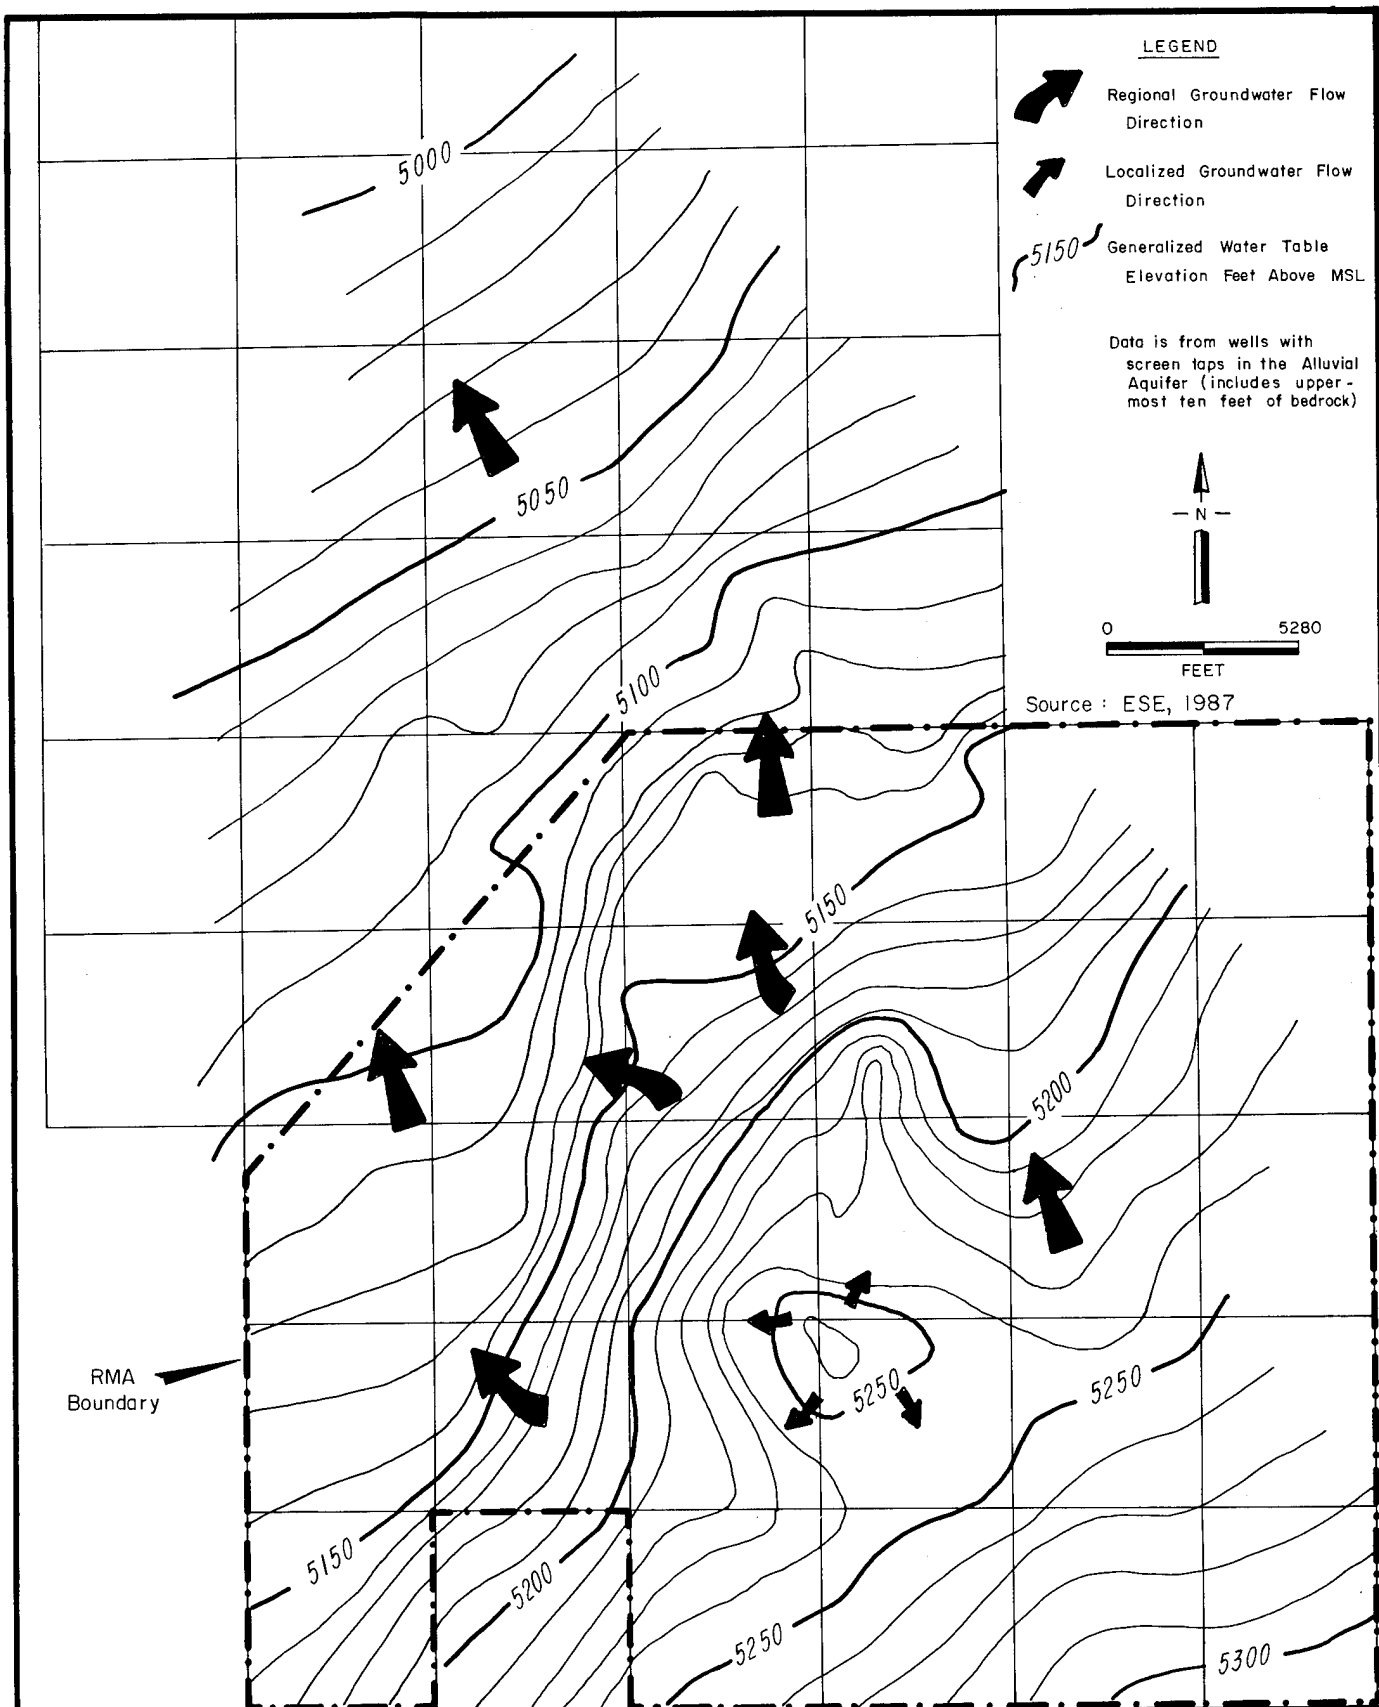 LEGEND
Regional Groundwater Flow
Direction
Localized Groundwater Flow
Direction
5150
Generalized Water Table
Elevation Feet Above MSL
Data is from wells with
screen taps in the Alluvial
Aquifer (includes upper-
most ten feet of bedrock)
N
0 5280
FEET
Source : ESE, 1987
5000
5050
5100
5150
5200
5250
5250
RMA
Boundary
5150
5200
5250
5300